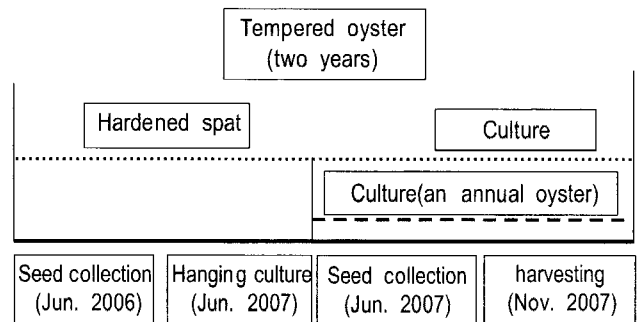 Tempered oyster
(two years)
Hardened spat
Culture
Culture(an annual oyster)
Seed collection
(Jun. 2006)
Hanging culture
(Jun. 2007)
Seed collection
(Jun. 2007)
harvesting
(Nov. 2007)